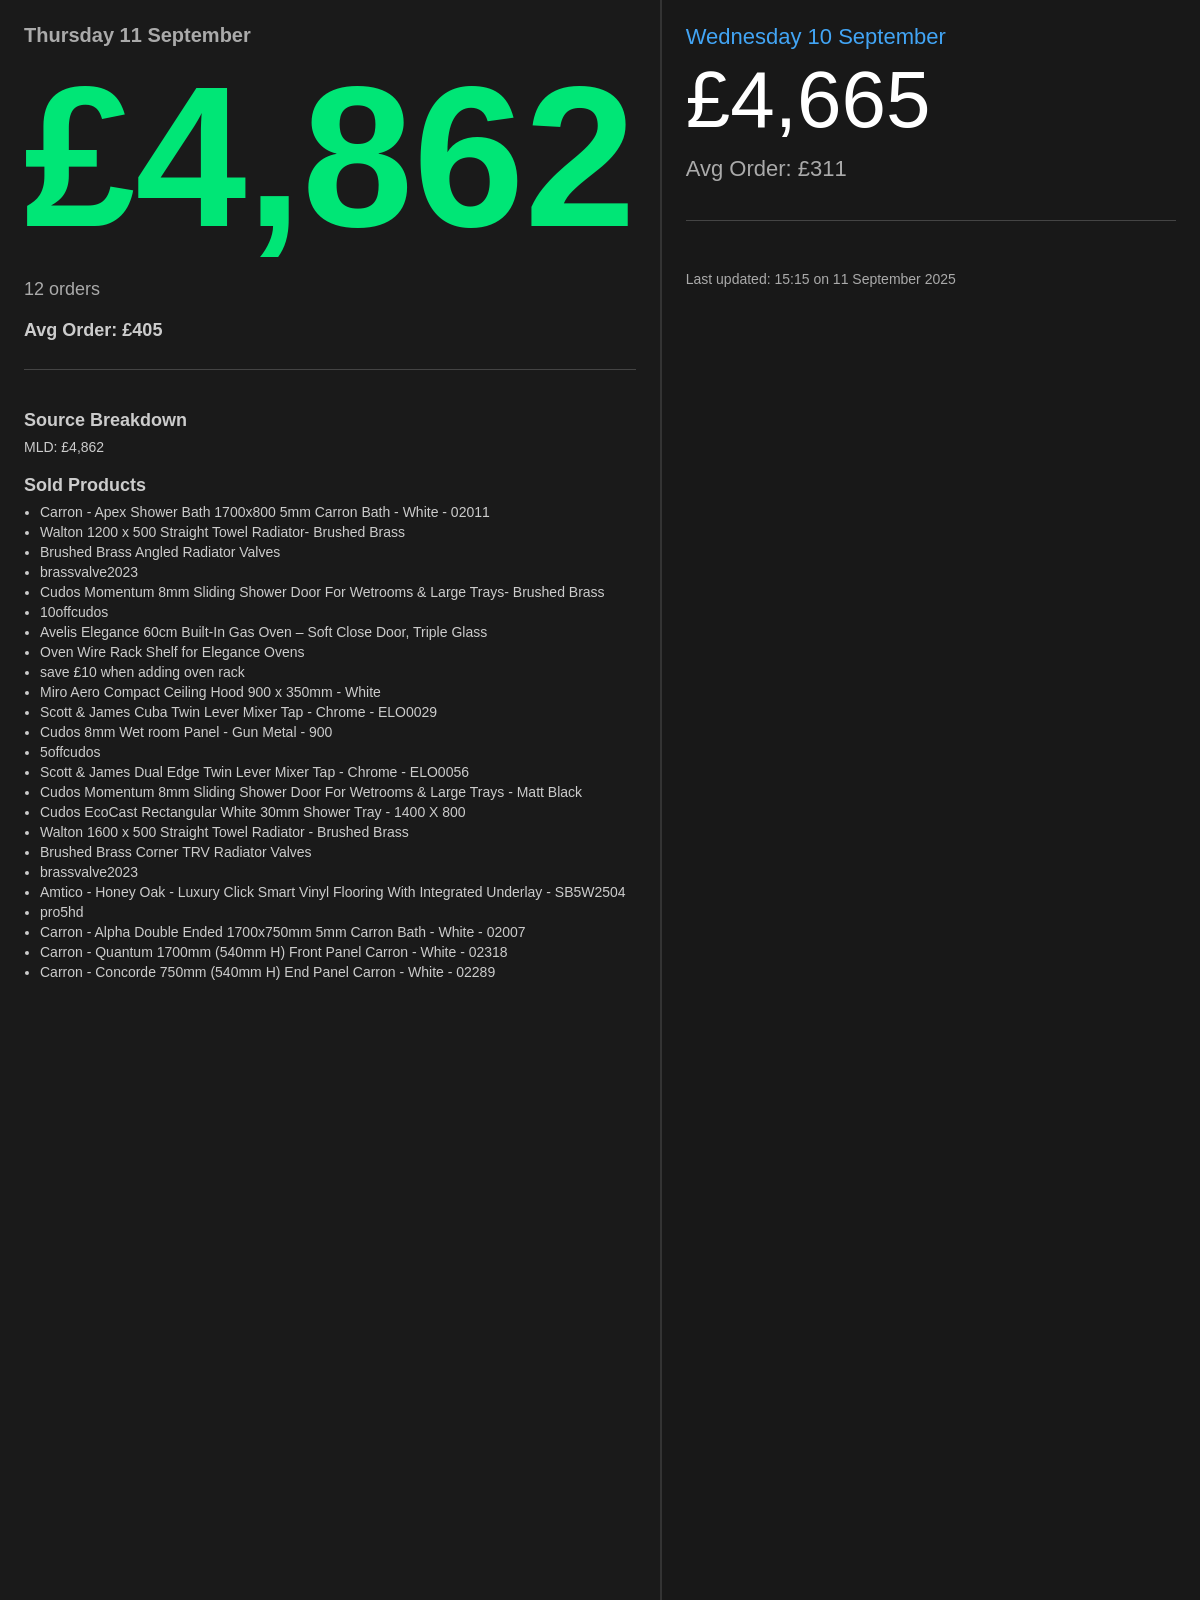 Thursday 11 September
£4,862
12 orders
Avg Order: £405
Source Breakdown
MLD: £4,862
Sold Products
• Carron - Apex Shower Bath 1700x800 5mm Carron Bath - White - 02011
• Walton 1200 x 500 Straight Towel Radiator- Brushed Brass
• Brushed Brass Angled Radiator Valves
• brassvalve2023
• Cudos Momentum 8mm Sliding Shower Door For Wetrooms & Large Trays- Brushed Brass
• 10offcudos
• Avelis Elegance 60cm Built-In Gas Oven – Soft Close Door, Triple Glass
• Oven Wire Rack Shelf for Elegance Ovens
• save £10 when adding oven rack
• Miro Aero Compact Ceiling Hood 900 x 350mm - White
• Scott & James Cuba Twin Lever Mixer Tap - Chrome - ELO0029
• Cudos 8mm Wet room Panel - Gun Metal - 900
• 5offcudos
• Scott & James Dual Edge Twin Lever Mixer Tap - Chrome - ELO0056
• Cudos Momentum 8mm Sliding Shower Door For Wetrooms & Large Trays - Matt Black
• Cudos EcoCast Rectangular White 30mm Shower Tray - 1400 X 800
• Walton 1600 x 500 Straight Towel Radiator - Brushed Brass
• Brushed Brass Corner TRV Radiator Valves
• brassvalve2023
• Amtico - Honey Oak - Luxury Click Smart Vinyl Flooring With Integrated Underlay - SB5W2504
• pro5hd
• Carron - Alpha Double Ended 1700x750mm 5mm Carron Bath - White - 02007
• Carron - Quantum 1700mm (540mm H) Front Panel Carron - White - 02318
• Carron - Concorde 750mm (540mm H) End Panel Carron - White - 02289
Wednesday 10 September
£4,665
Avg Order: £311
Last updated: 15:15 on 11 September 2025